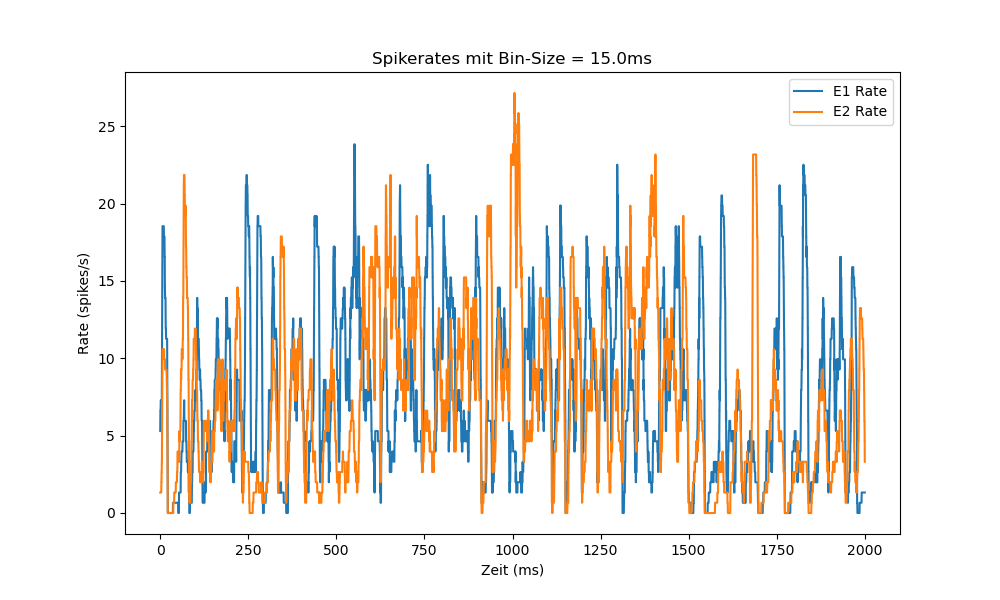 Spikerates mit Bin-Size = 15.0ms
E1 Rate
E2 Rate
Rate (spikes/s)
25
20
15
10
5
0
0 250 500 750 1000 1250 1500 1750 2000
Zeit (ms)